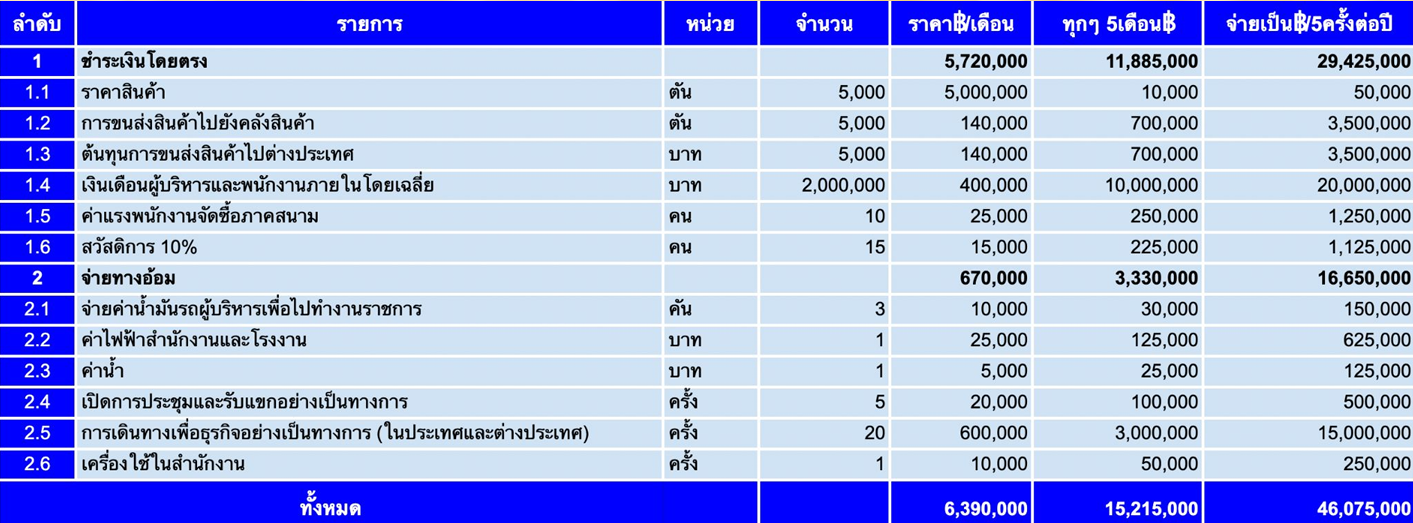 ลำดับ รายการ หน่วย จำนวน ราคา฿/เดือน ทุกๆ 5เดือน฿ จ่ายเป็น฿/5ครั้งต่อปี
1 ชำระเงินโดยตรง 5,720,000 11,885,000 29,425,000
1.1 ราคาสินค้า ตัน 5,000 5,000,000 10,000 50,000
1.2 การขนส่งสินค้าไปยังคลังสินค้า ตัน 5,000 140,000 700,000 3,500,000
1.3 ต้นทุนการขนส่งสินค้าไปต่างประเทศ บาท 5,000 140,000 700,000 3,500,000
1.4 เงินเดือนผู้บริหารและพนักงานภายในโดยเฉลี่ย บาท 2,000,000 400,000 10,000,000 20,000,000
1.5 ค่าแรงพนักงานจัดซื้อภาคสนาม คน 10 25,000 250,000 1,250,000
1.6 สวัสดิการ 10% คน 15 15,000 225,000 1,125,000
2 จ่ายทางอ้อม 670,000 3,330,000 16,650,000
2.1 จ่ายค่าน้ำมันรถผู้บริหารเพื่อไปทำงานราชการ คัน 3 10,000 30,000 150,000
2.2 ค่าไฟฟ้าสำนักงานและโรงงาน บาท 1 25,000 125,000 625,000
2.3 ค่าน้ำ บาท 1 5,000 25,000 125,000
2.4 เปิดการประชุมและรับแขกอย่างเป็นทางการ ครั้ง 5 20,000 100,000 500,000
2.5 การเดินทางเพื่อธุรกิจอย่างเป็นทางการ (ในประเทศและต่างประเทศ) ครั้ง 20 600,000 3,000,000 15,000,000
2.6 เครื่องใช้ในสำนักงาน ครั้ง 1 10,000 50,000 250,000
ทั้งหมด 6,390,000 15,215,000 46,075,000